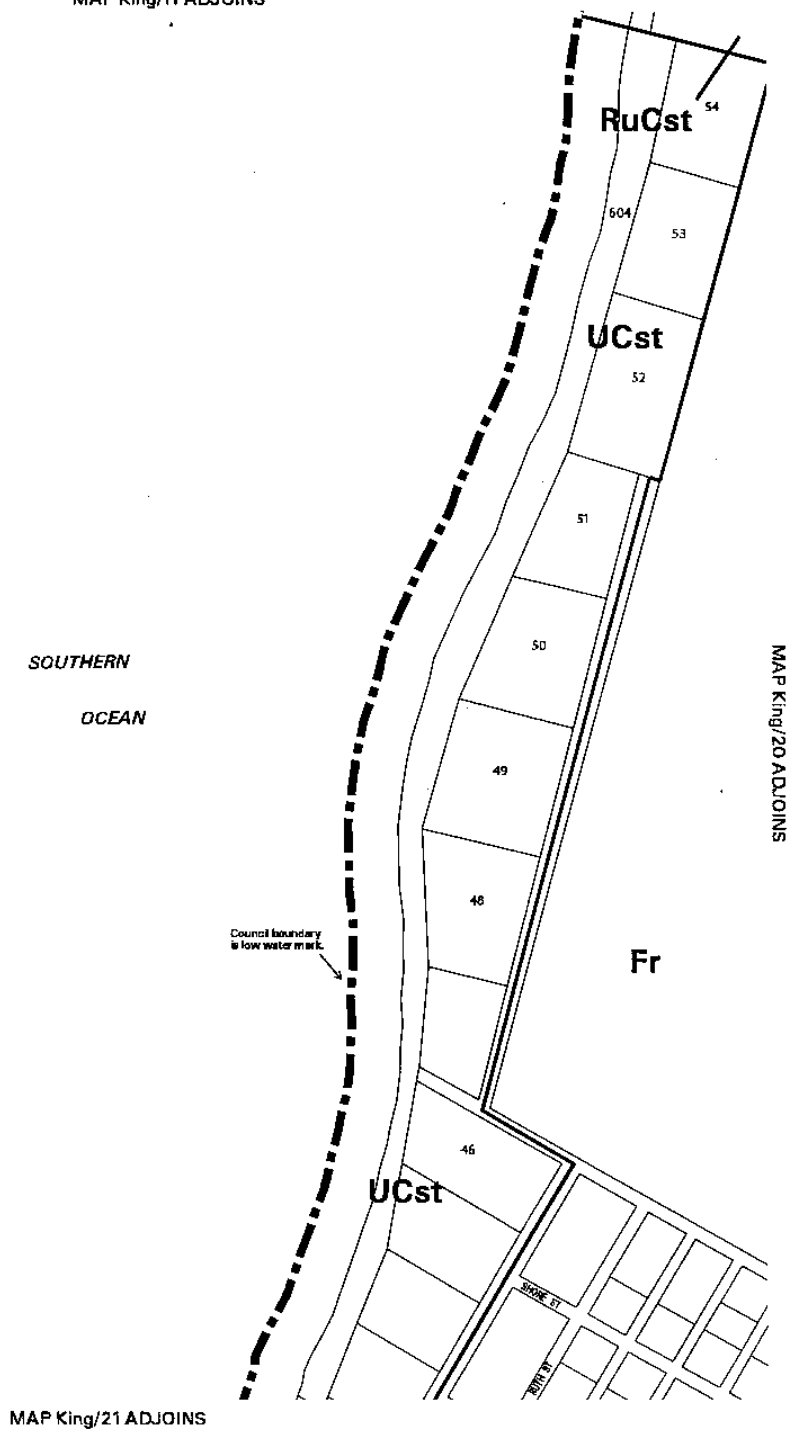 MAP King/11 ADJOINS
54
RuCst
604
53
UCst
52
51
50
SOUTHERN
OCEAN
MAP King/20 ADJOINS
49
48
Council boundary
is low water mark.
Fr
46
UCst
SHORE ST
RUTH ST
MAP King/21 ADJOINS